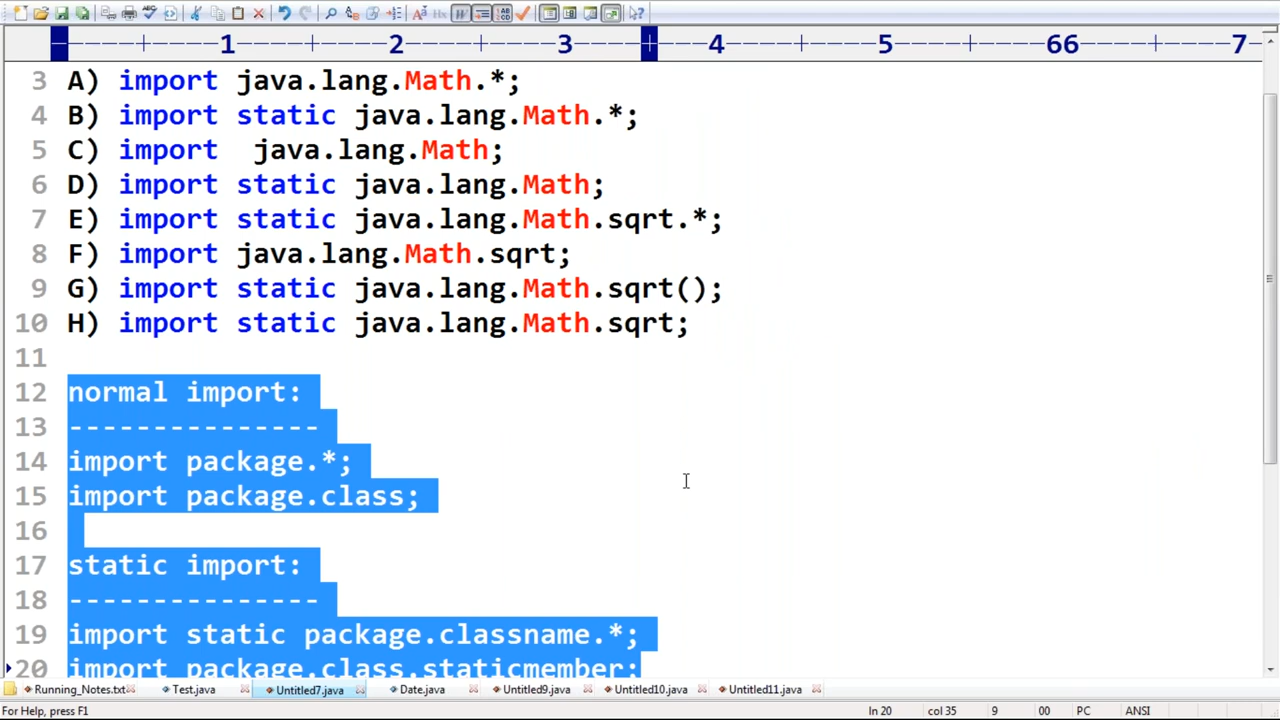 1 2 3 4 5 66 7
3 A) import java.lang.Math.*;
4 B) import static java.lang.Math.*;
5 C) import  java.lang.Math;
6 D) import static java.lang.Math;
7 E) import static java.lang.Math.sqrt.*;
8 F) import java.lang.Math.sqrt;
9 G) import static java.lang.Math.sqrt();
10 H) import static java.lang.Math.sqrt;
11
12 normal import:
13 ---------------
14 import package.*;
15 import package.class;
16
17 static import:
18 ---------------
19 import static package.classname.*;
20 import package.class.staticmember;
Running_Notes.txt Test.java Untitled7.java Date.java Untitled9.java Untitled10.java Untitled11.java
For Help, press F1 ln 20 col 35 9 00 PC ANSI